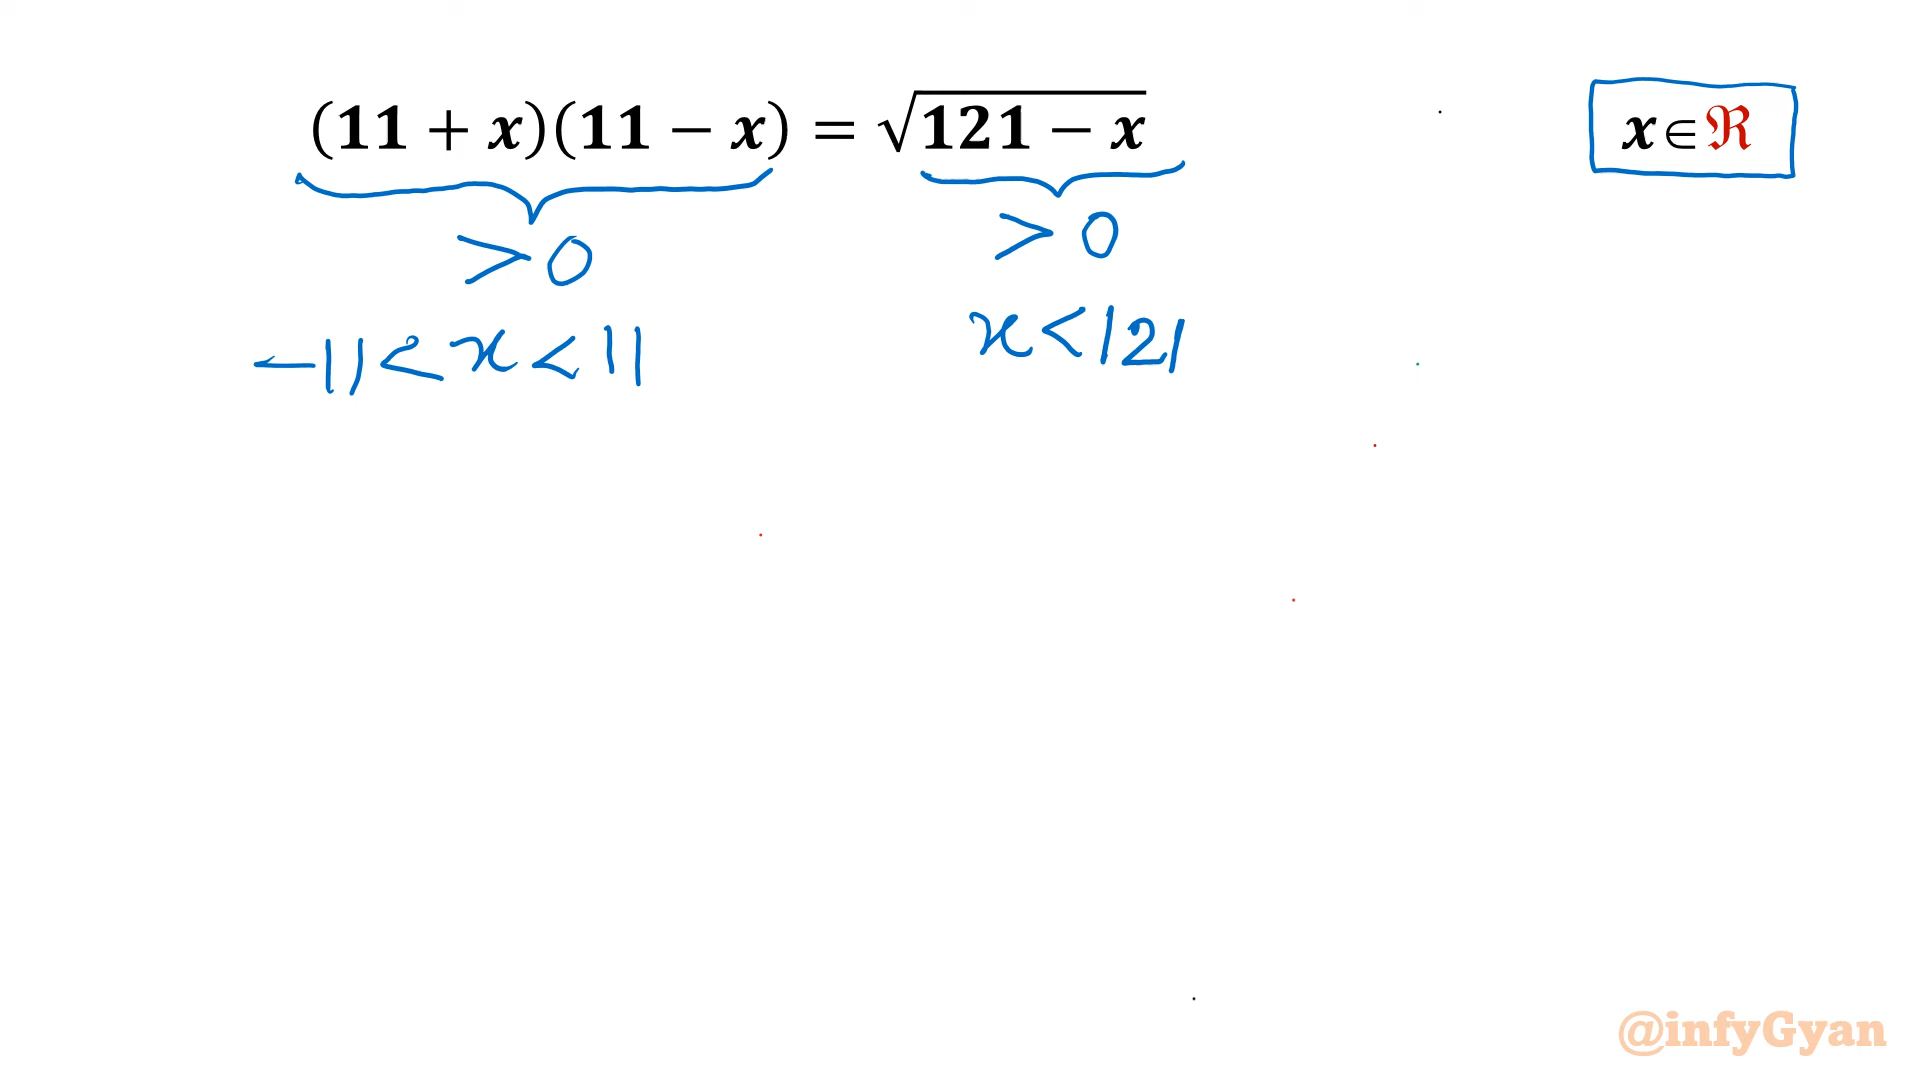 (11 + x)(11 − x) = √121 − x
x∈ℜ
> 0
> 0
−11 < x < 11
x < 121
@infyGyan